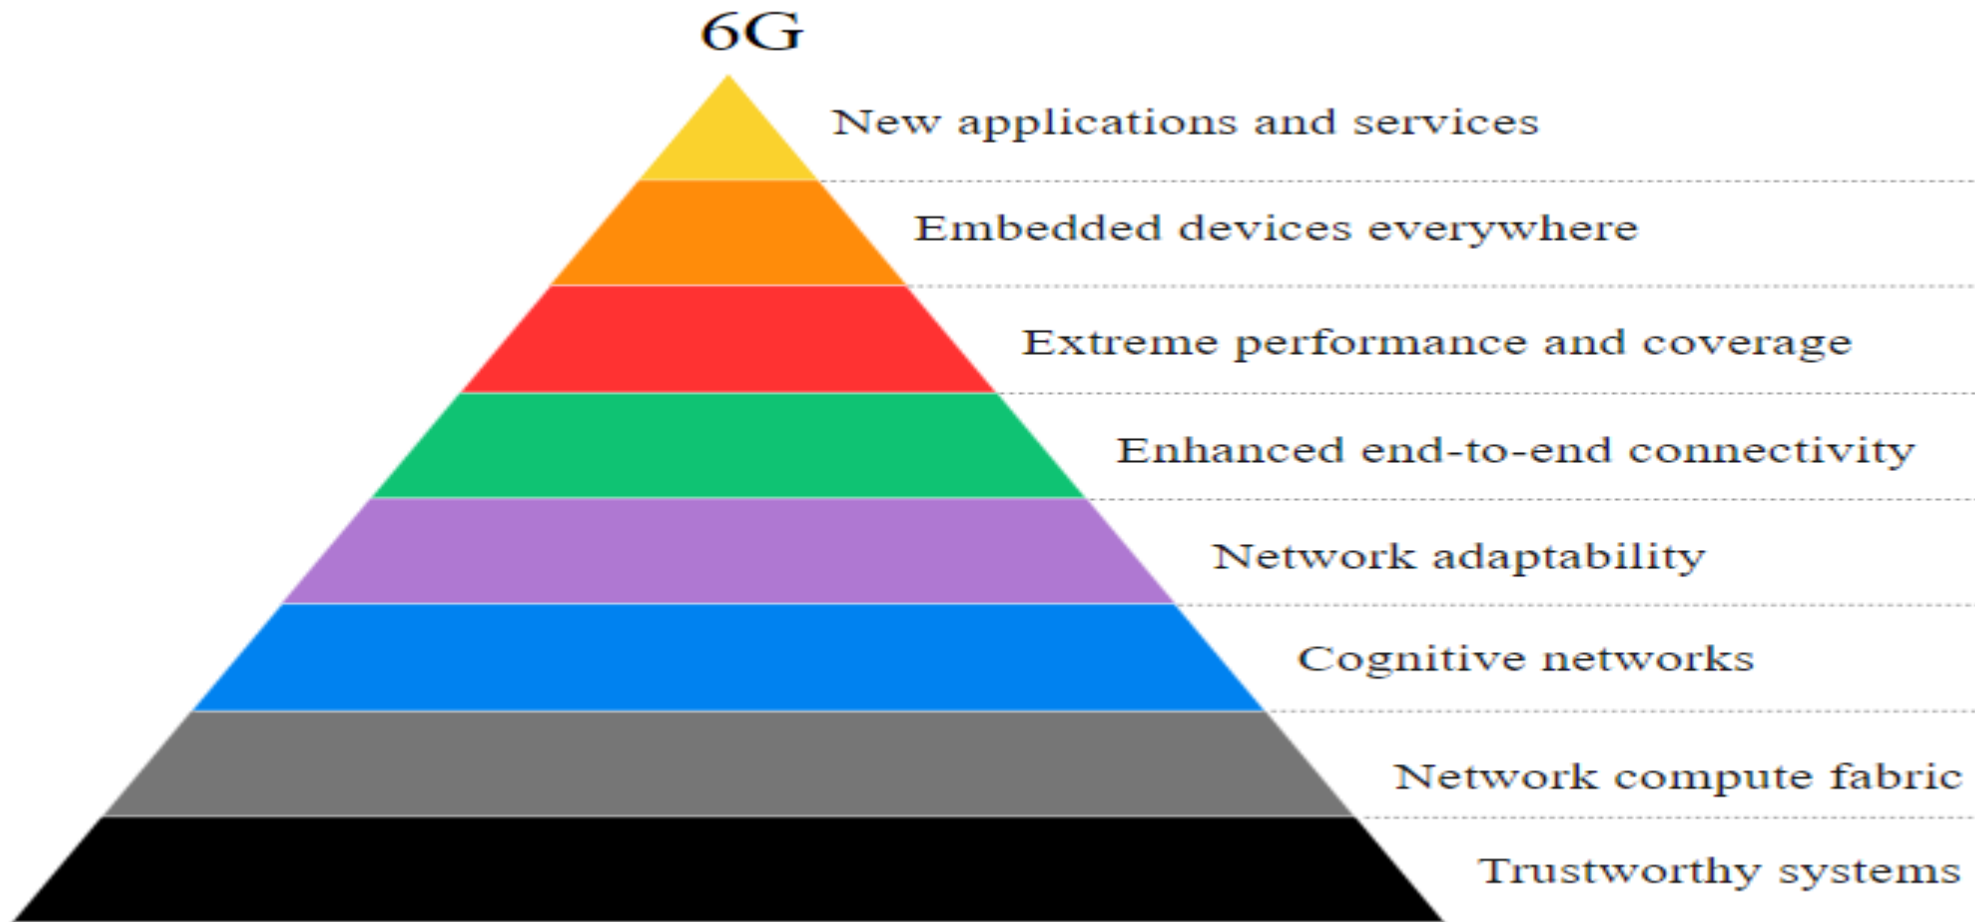 6G
New applications and services
Embedded devices everywhere
Extreme performance and coverage
Enhanced end-to-end connectivity
Network adaptability
Cognitive networks
Network compute fabric
Trustworthy systems